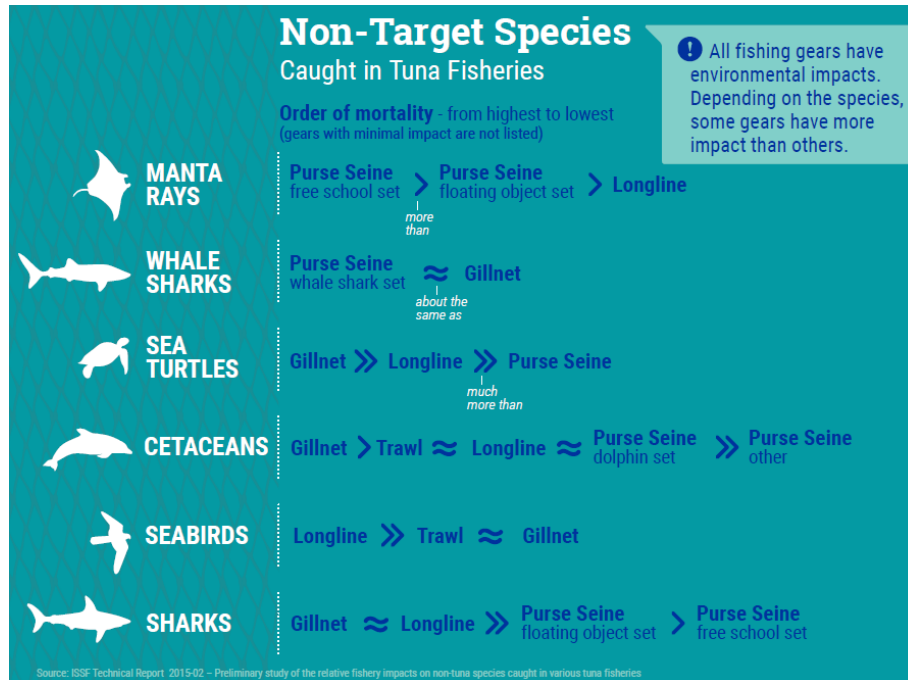 Non-Target Species
Caught in Tuna Fisheries
! All fishing gears have
environmental impacts.
Depending on the species,
some gears have more
impact than others.
Order of mortality - from highest to lowest
(gears with minimal impact are not listed)
MANTA
RAYS
Purse Seine
free school set
>
more
than
Purse Seine
floating object set
>
Longline
WHALE
SHARKS
Purse Seine
whale shark set
≈
about the
same as
Gillnet
SEA
TURTLES
Gillnet >> Longline >> Purse Seine
much
more than
CETACEANS
Gillnet > Trawl ≈ Longline ≈
Purse Seine
dolphin set
>>
Purse Seine
other
SEABIRDS
Longline >> Trawl ≈ Gillnet
SHARKS
Gillnet ≈ Longline >>
Purse Seine
floating object set
>
Purse Seine
free school set
Source: ISSF Technical Report 2015-02 – Preliminary study of the relative fishery impacts on non-tuna species caught in various tuna fisheries